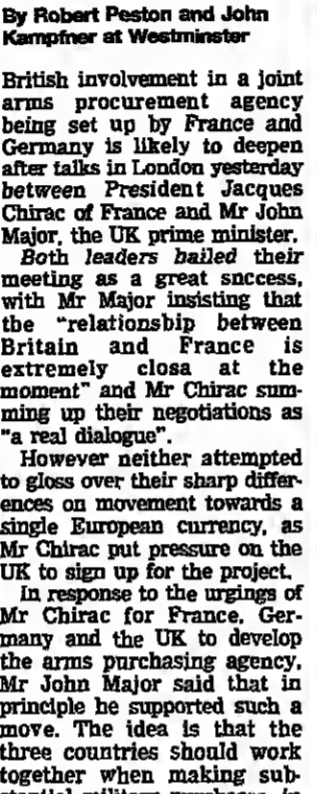 By Robert Peston and John
Kampfner at Westminster
British involvement in a joint
arms procurement agency
being set up by France and
Germany is likely to deepen
after talks in London yesterday
between President Jacques
Chirac of France and Mr John
Major, the UK prime minister.
Both leaders hailed their
meeting as a great snccess,
with Mr Major insisting that
tbe "relationsbip between
Britain and France is
extremely closa at the
moment" and Mr Chirac sum-
ming up their negotiations as
"a real dialogue".
However neither attempted
to gloss over their sharp differ-
ences on movement towards a
single European currency, as
Mr Chirac put pressure on the
UK to sign up for the project.
In response to the urgings of
Mr Chirac for France, Ger-
many and the UK to develop
the arms purchasing agency,
Mr John Major said that in
principle he supported such a
move. The idea is that the
three countries should work
together when making sub-